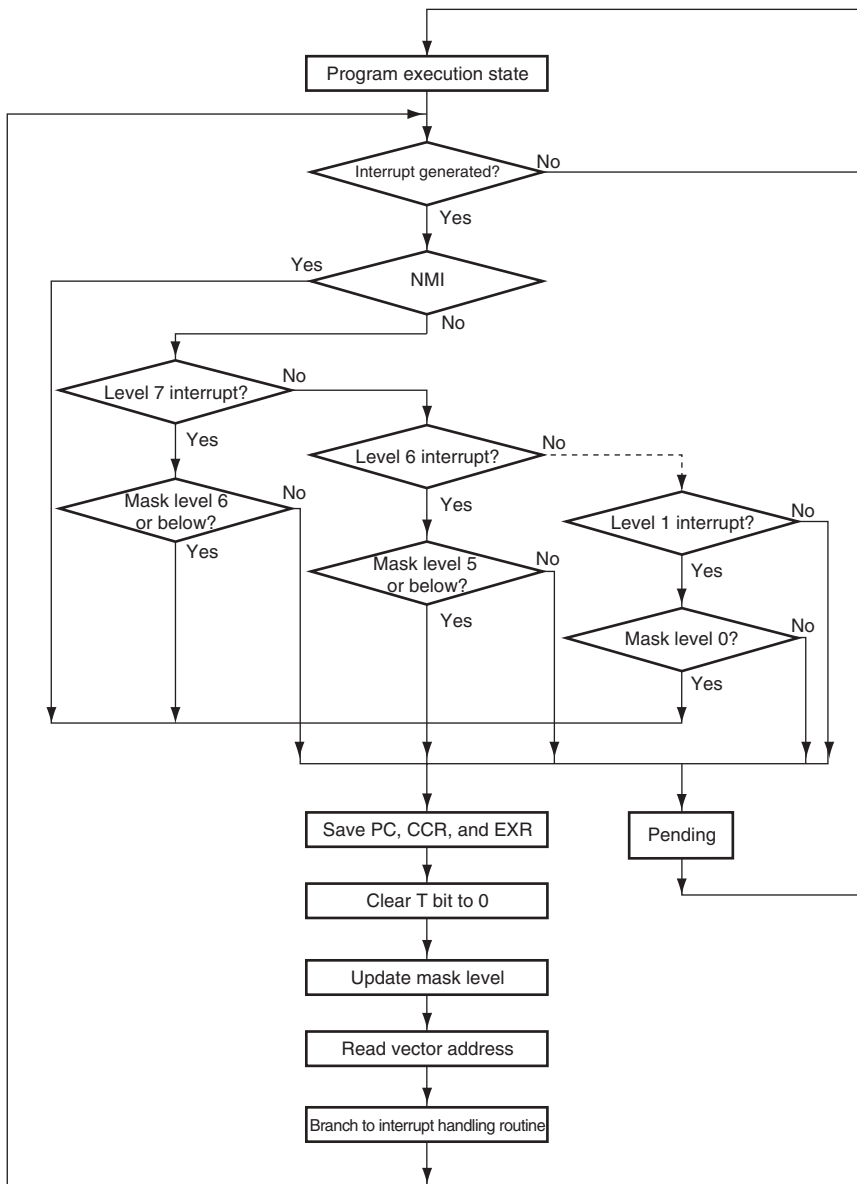 Program execution state
Interrupt generated?
No
Yes
Yes
NMI
No
Level 7 interrupt?
No
Yes
Level 6 interrupt?
No
Mask level 6
or below?
No
Yes
Yes
Level 1 interrupt?
No
Mask level 5
or below?
No
Yes
Yes
Mask level 0?
No
Yes
Save PC, CCR, and EXR
Pending
Clear T bit to 0
Update mask level
Read vector address
Branch to interrupt handling routine